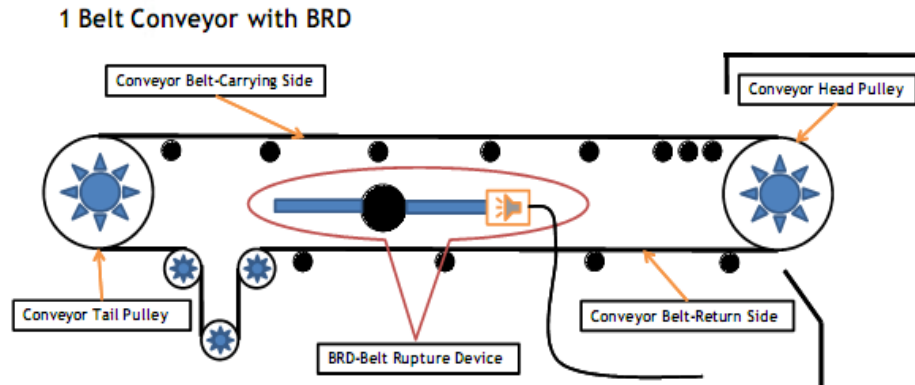 1 Belt Conveyor with BRD
Conveyor Belt-Carrying Side
Conveyor Head Pulley
Conveyor Tail Pulley
Conveyor Belt-Return Side
BRD-Belt Rupture Device